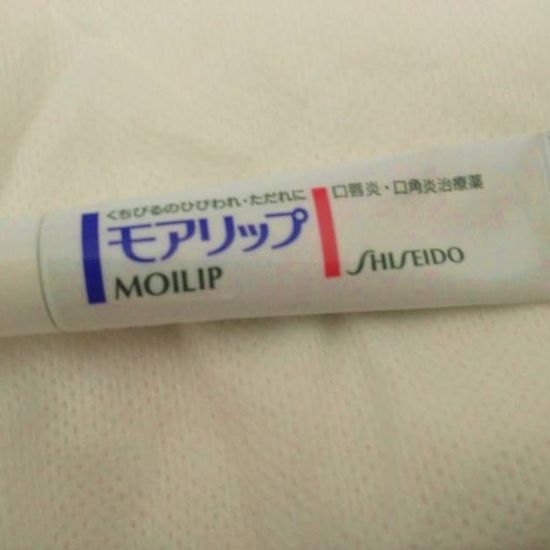 くちびるのひびわれ・ただれに
モアリップ
MOILIP
口唇炎・口角炎治療薬
SHISEIDO